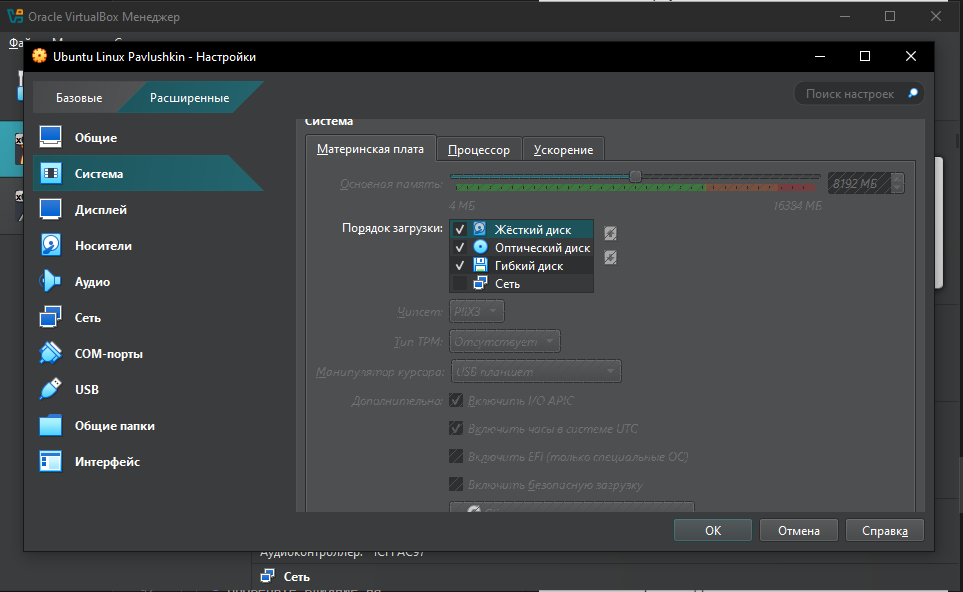 Oracle VirtualBox Менеджер
Ubuntu Linux Pavlushkin - Настройки
Базовые
Расширенные
Поиск настроек
Общие
Система
Дисплей
Носители
Аудио
Сеть
COM-порты
USB
Общие папки
Интерфейс
Система
Материнская плата
Процессор
Ускорение
Основная память:
8192 МБ
4 МБ
16384 МБ
Порядок загрузки:
Жёсткий диск
Оптический диск
Гибкий диск
Сеть
Чипсет:
PIIX3
Тип TPM:
Отсутствует
Манипулятор курсора:
USB планшет
Дополнительно:
Включить I/O APIC
Включить часы в системе UTC
Включить EFI (только специальные ОС)
Включить безопасную загрузку
OK
Отмена
Справка
Аудиоконтроллер: ICH AC97
Сеть